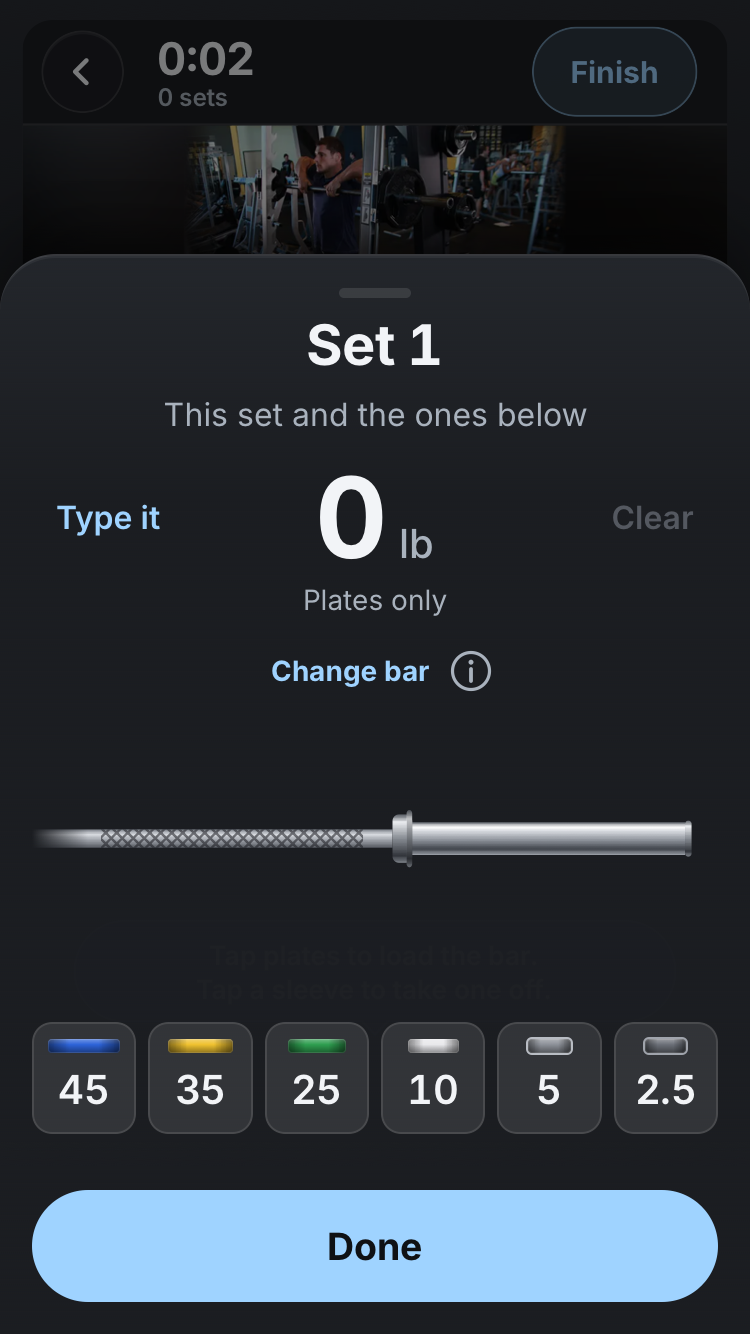 0:02
0 sets
Finish
Set 1
This set and the ones below
Type it
0 lb
Clear
Plates only
Change bar
Tap plates to load the bar.
Tap a sleeve to take one off.
45
35
25
10
5
2.5
Done